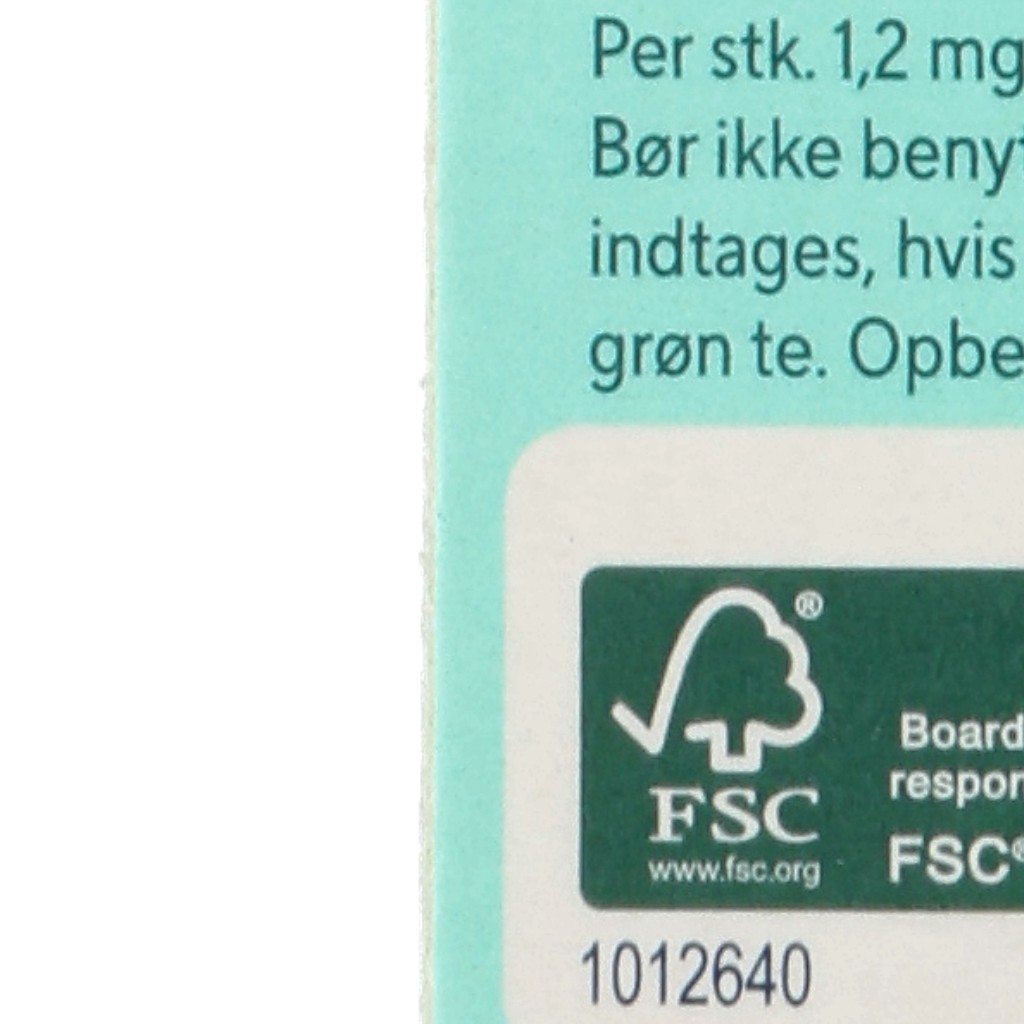 Per stk. 1,2 mg
Bør ikke beny
indtages, hvis
grøn te. Opbe
®
FSC
www.fsc.org
Board
respon
FSC®
1012640